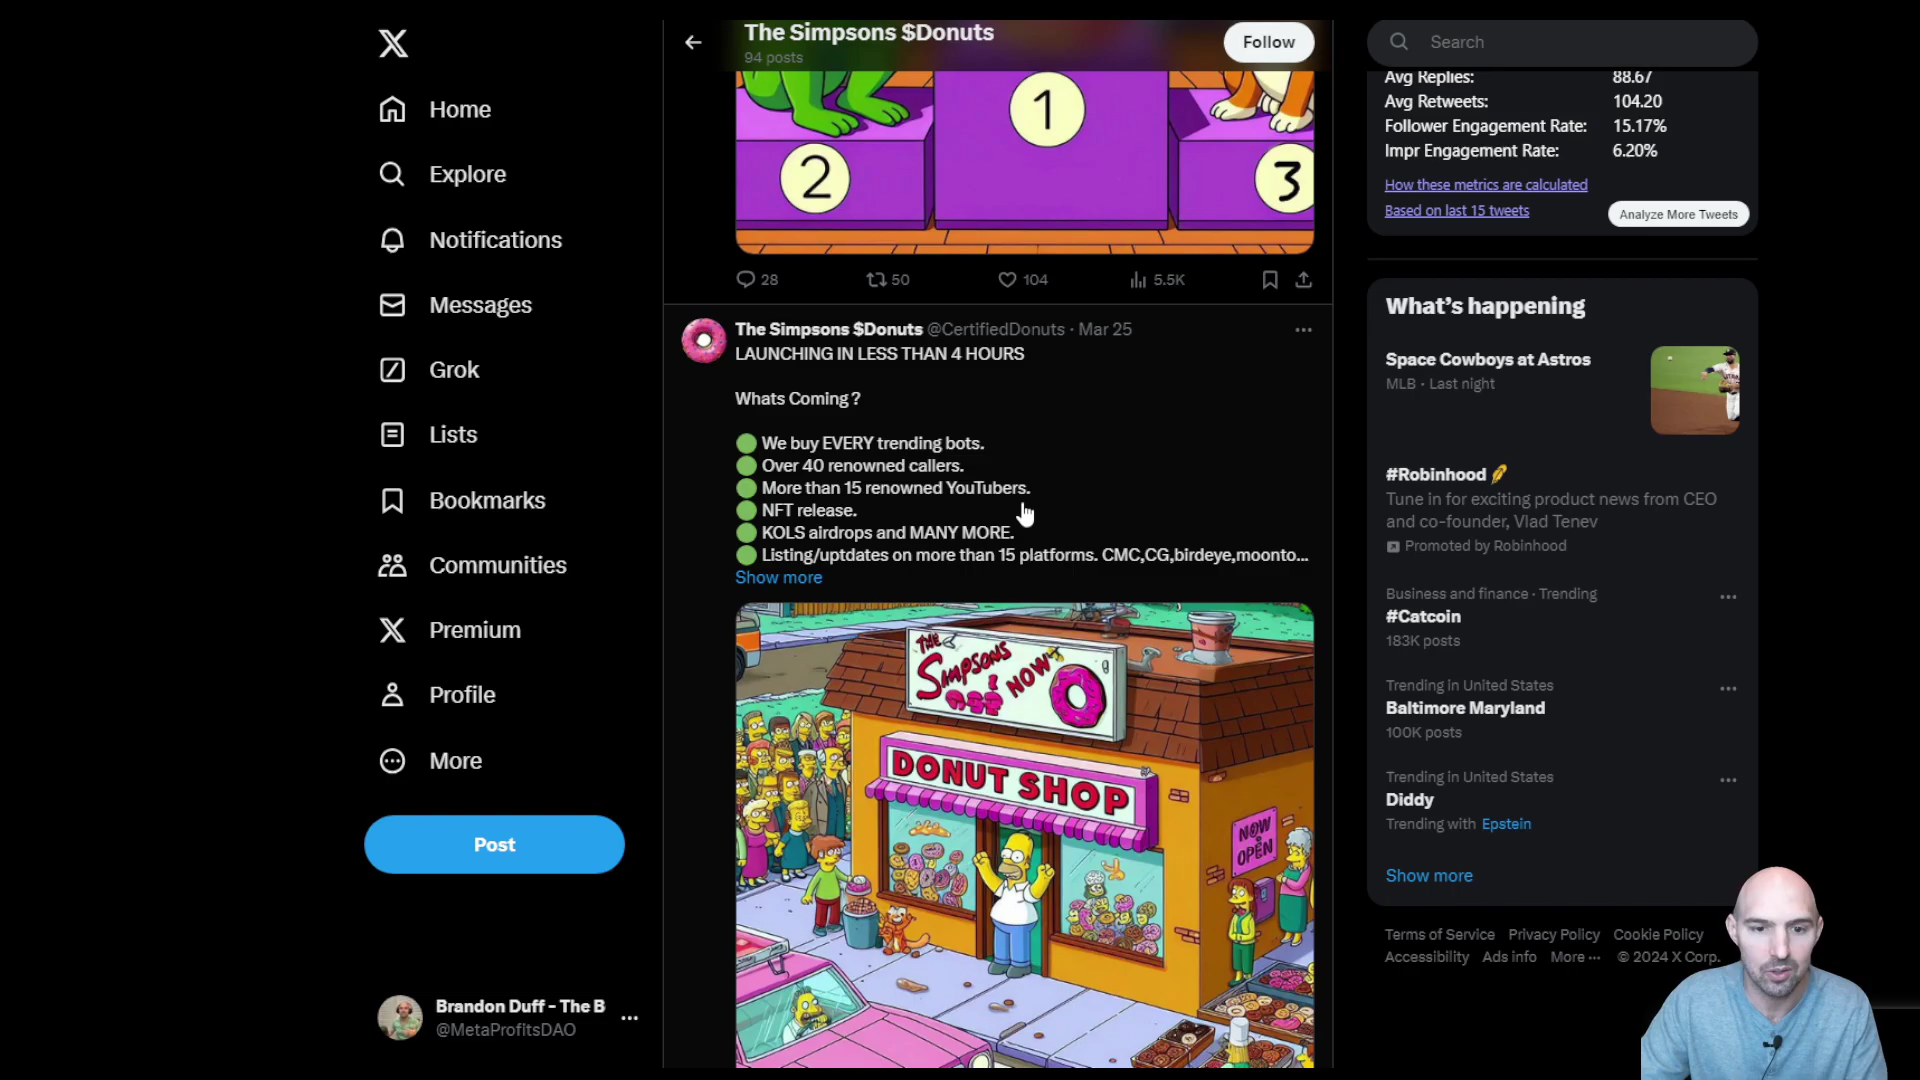 The Simpsons $Donuts
94 posts
Follow
Search
Home
Explore
Notifications
Messages
Grok
Lists
Bookmarks
Communities
Premium
Profile
More
Post
Brandon Duff – The B
@MetaProfitsDAO
2
1
3
28
50
104
5.5K
The Simpsons $Donuts @CertifiedDonuts · Mar 25
LAUNCHING IN LESS THAN 4 HOURS
Whats Coming ?
We buy EVERY trending bots.
Over 40 renowned callers.
More than 15 renowned YouTubers.
NFT release.
KOLS airdrops and MANY MORE.
Listing/uptdates on more than 15 platforms. CMC,CG,birdeye,moonto...
Show more
THE
Simpsons
NOW
DONUT SHOP
NOW
OPEN
Avg Replies: 88.67
Avg Retweets: 104.20
Follower Engagement Rate: 15.17%
Impr Engagement Rate: 6.20%
How these metrics are calculated
Based on last 15 tweets
Analyze More Tweets
What's happening
Space Cowboys at Astros
MLB · Last night
#Robinhood
Tune in for exciting product news from CEO
and co-founder, Vlad Tenev
Promoted by Robinhood
Business and finance · Trending
#Catcoin
183K posts
Trending in United States
Baltimore Maryland
100K posts
Trending in United States
Diddy
Trending with Epstein
Show more
Terms of Service Privacy Policy Cookie Policy
Accessibility Ads info More ··· © 2024 X Corp.